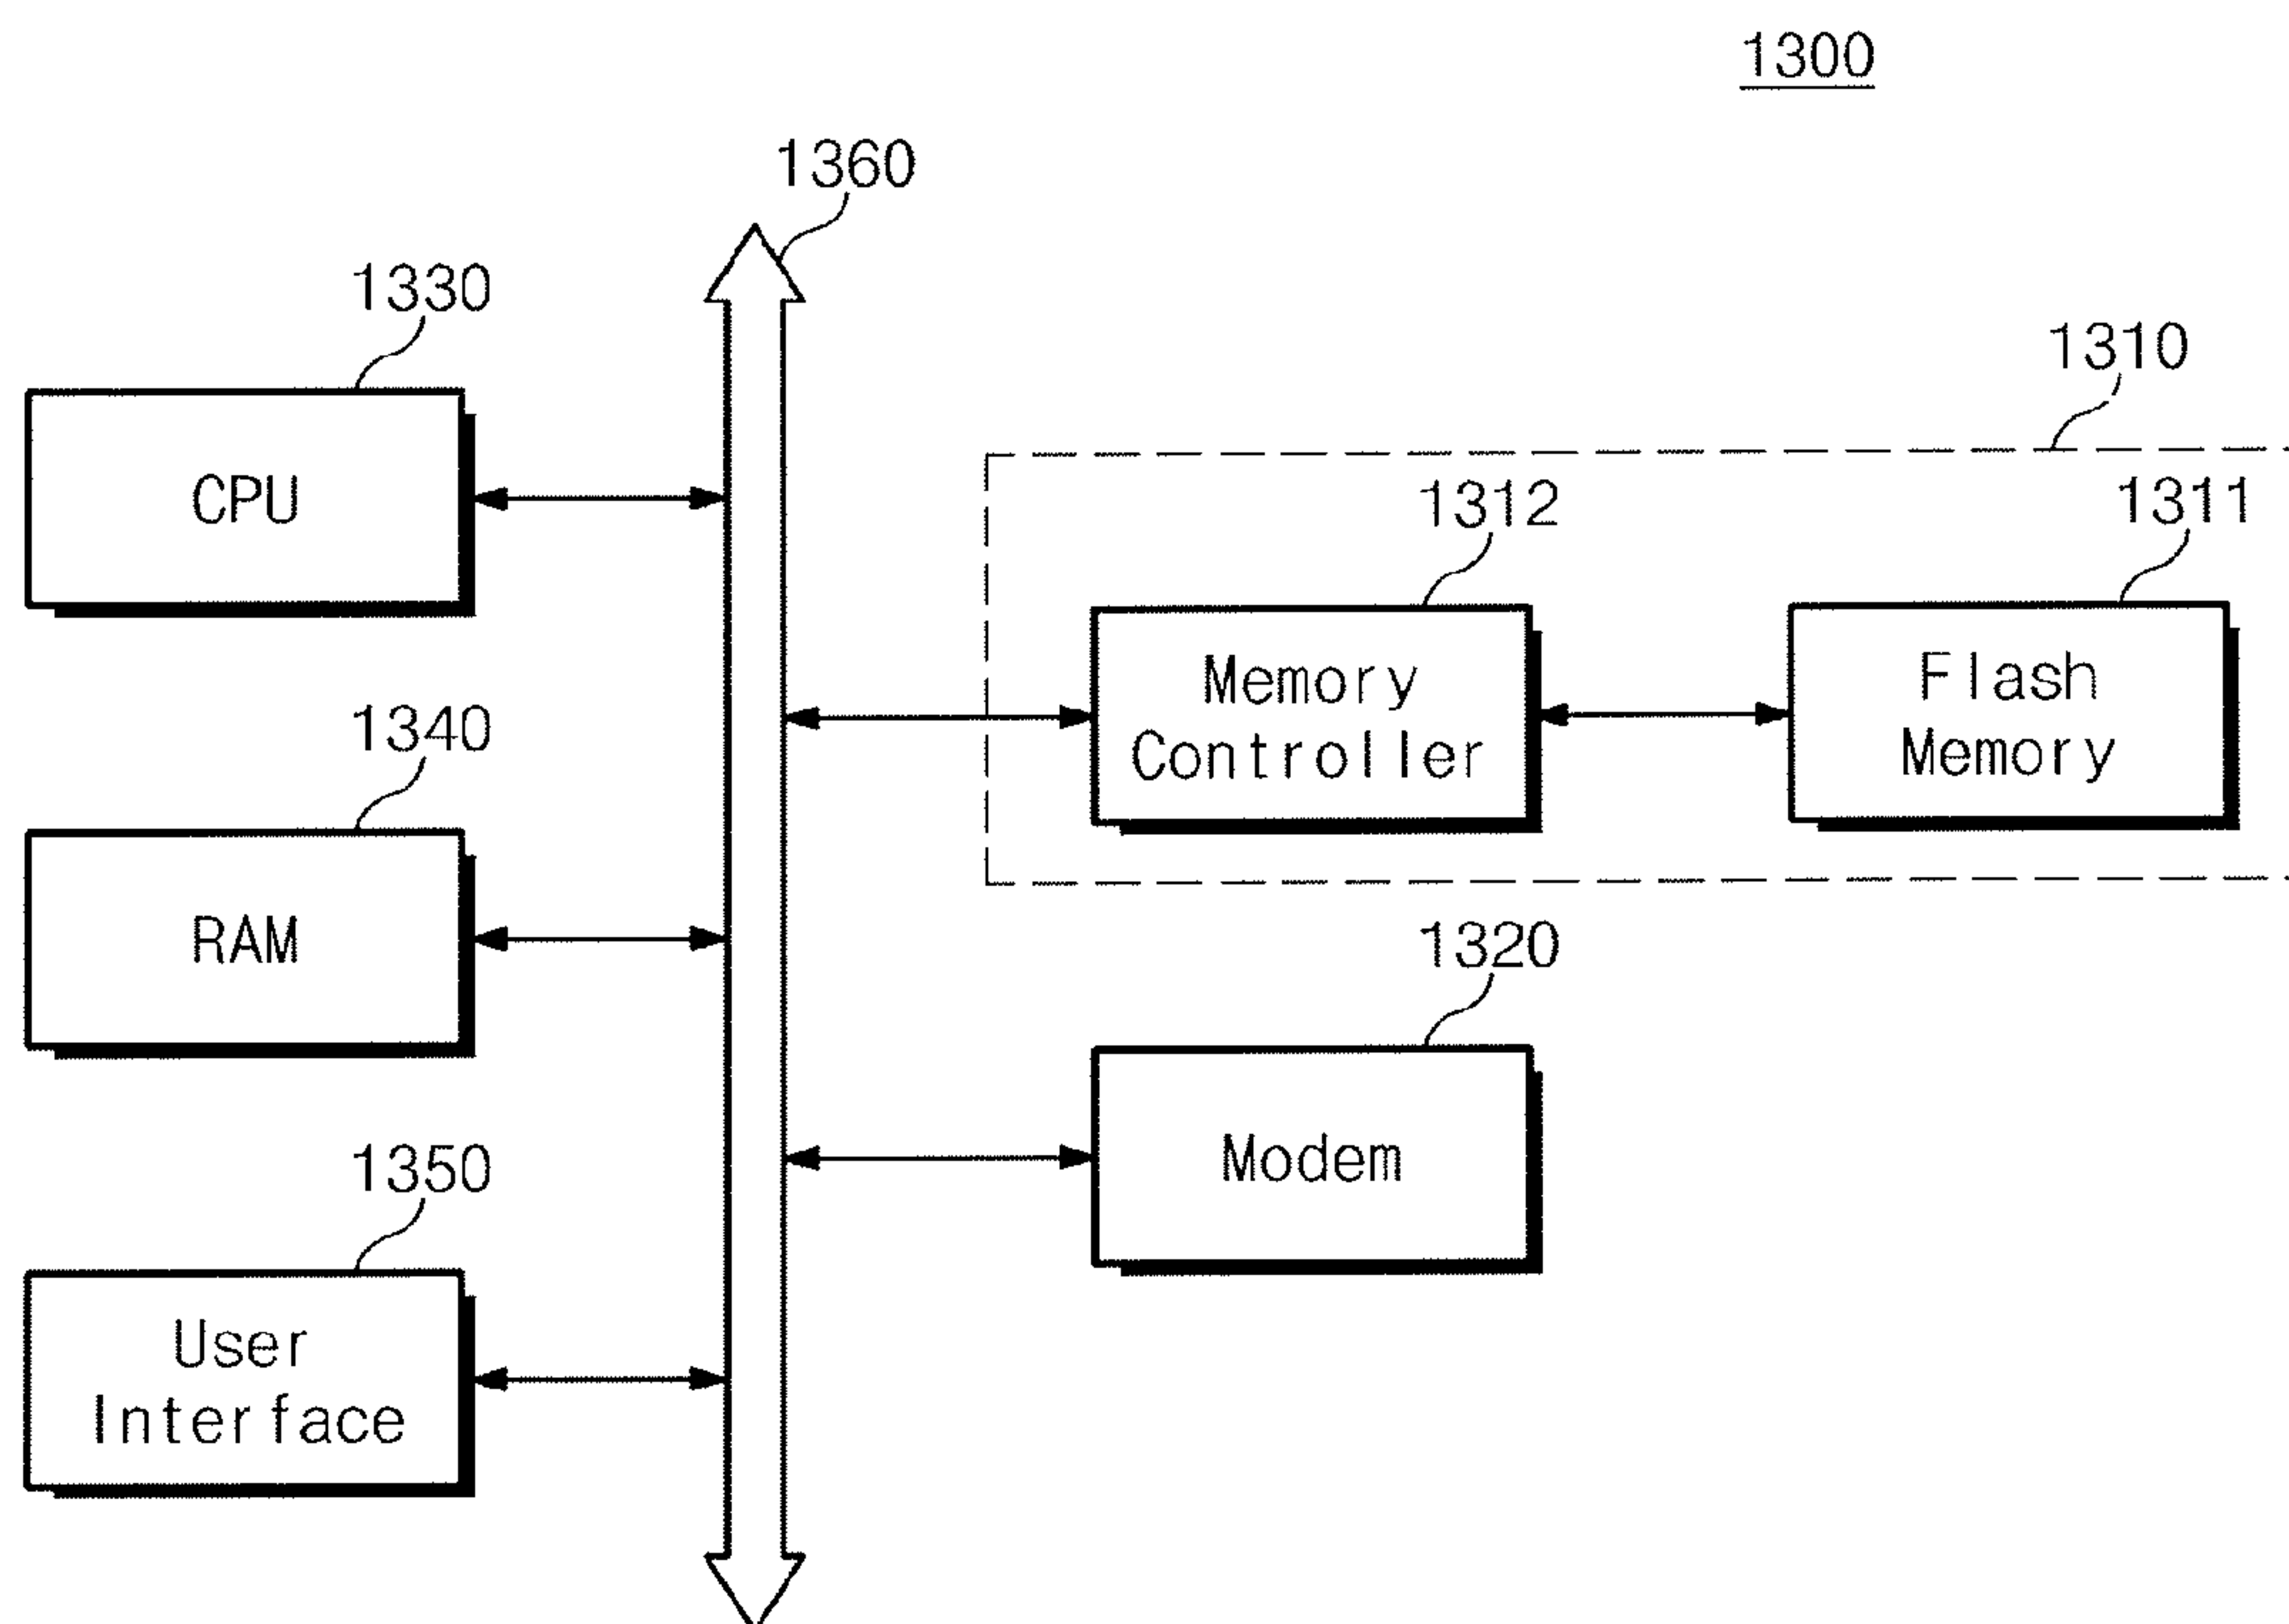 1300
1360
1330
CPU
1310
1312
1311
Memory
Controller
Flash
Memory
1340
RAM
1320
Modem
1350
User
Interface